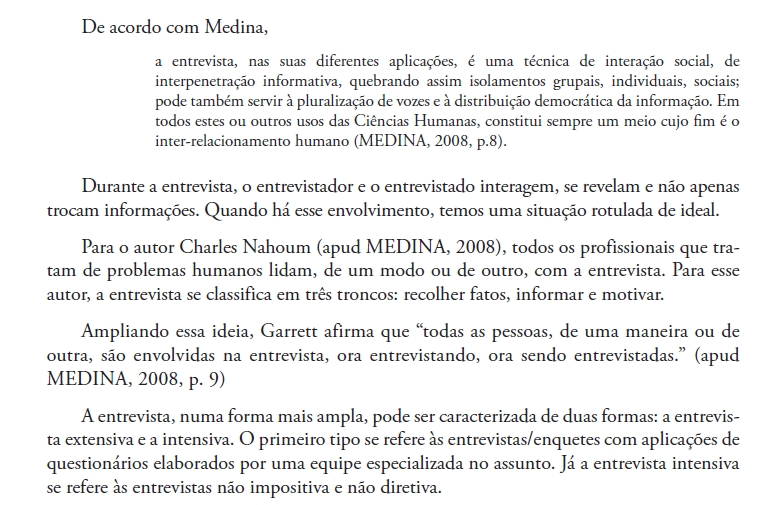 De acordo com Medina,
a entrevista, nas suas diferentes aplicações, é uma técnica de interação social, de
interpenetração informativa, quebrando assim isolamentos grupais, individuais, sociais;
pode também servir à pluralização de vozes e à distribuição democrática da informação. Em
todos estes ou outros usos das Ciências Humanas, constitui sempre um meio cujo fim é o
inter-relacionamento humano (MEDINA, 2008, p.8).
Durante a entrevista, o entrevistador e o entrevistado interagem, se revelam e não apenas
trocam informações. Quando há esse envolvimento, temos uma situação rotulada de ideal.
Para o autor Charles Nahoum (apud MEDINA, 2008), todos os profissionais que tra-
tam de problemas humanos lidam, de um modo ou de outro, com a entrevista. Para esse
autor, a entrevista se classifica em três troncos: recolher fatos, informar e motivar.
Ampliando essa ideia, Garrett afirma que “todas as pessoas, de uma maneira ou de
outra, são envolvidas na entrevista, ora entrevistando, ora sendo entrevistadas.” (apud
MEDINA, 2008, p. 9)
A entrevista, numa forma mais ampla, pode ser caracterizada de duas formas: a entrevis-
ta extensiva e a intensiva. O primeiro tipo se refere às entrevistas/enquetes com aplicações de
questionários elaborados por uma equipe especializada no assunto. Já a entrevista intensiva
se refere às entrevistas não impositiva e não diretiva.